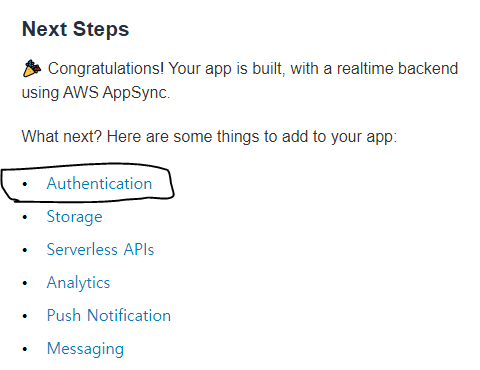 Next Steps
🎉 Congratulations! Your app is built, with a realtime backend
using AWS AppSync.
What next? Here are some things to add to your app:
• Authentication
• Storage
• Serverless APIs
• Analytics
• Push Notification
• Messaging